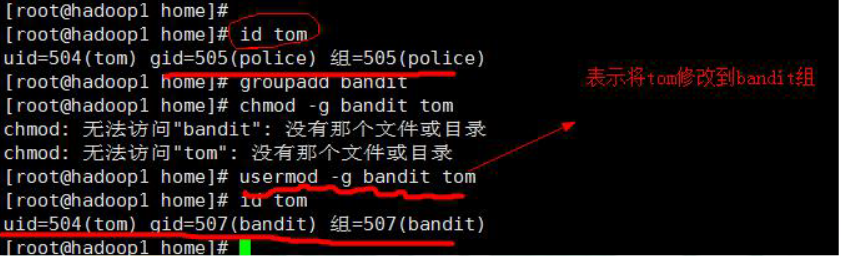 [root@hadoop1 home]#
[root@hadoop1 home]# id tom
uid=504(tom) gid=505(police) 组=505(police)
[root@hadoop1 home]# groupadd bandit
表示将tom修改到bandit组
[root@hadoop1 home]# chmod -g bandit tom
chmod: 无法访问"bandit": 没有那个文件或目录
chmod: 无法访问"tom": 没有那个文件或目录
[root@hadoop1 home]# usermod -g bandit tom
[root@hadoop1 home]# id tom
uid=504(tom) gid=507(bandit) 组=507(bandit)
[root@hadoop1 home]#